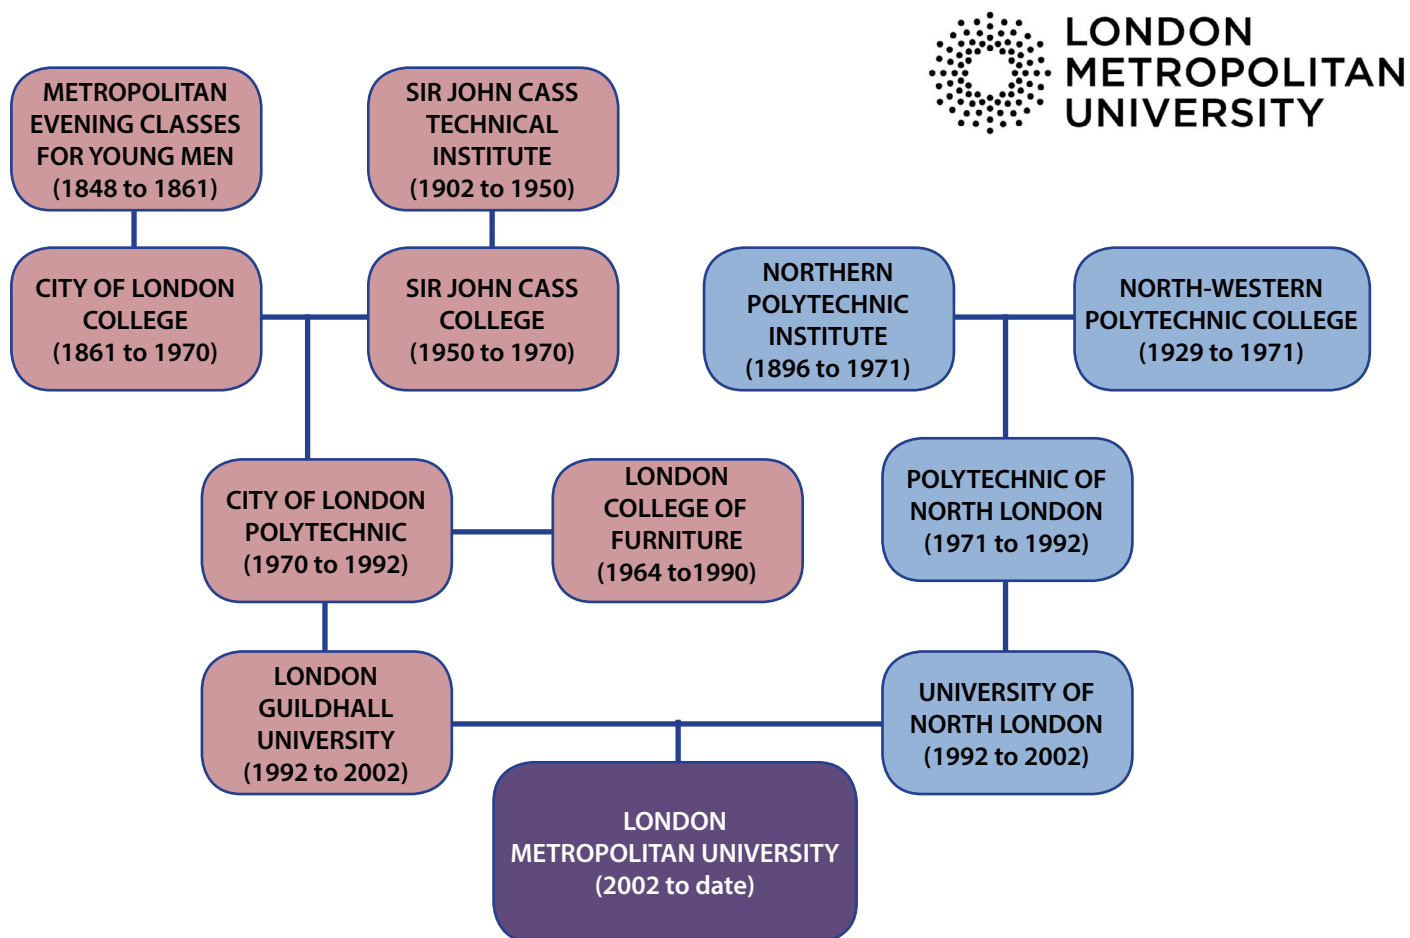 LONDON
METROPOLITAN
UNIVERSITY
METROPOLITAN
EVENING CLASSES
FOR YOUNG MEN
(1848 to 1861)
SIR JOHN CASS
TECHNICAL
INSTITUTE
(1902 to 1950)
CITY OF LONDON
COLLEGE
(1861 to 1970)
SIR JOHN CASS
COLLEGE
(1950 to 1970)
NORTHERN
POLYTECHNIC
INSTITUTE
(1896 to 1971)
NORTH-WESTERN
POLYTECHNIC COLLEGE
(1929 to 1971)
CITY OF LONDON
POLYTECHNIC
(1970 to 1992)
LONDON
COLLEGE OF
FURNITURE
(1964 to1990)
POLYTECHNIC OF
NORTH LONDON
(1971 to 1992)
LONDON
GUILDHALL
UNIVERSITY
(1992 to 2002)
UNIVERSITY OF
NORTH LONDON
(1992 to 2002)
LONDON
METROPOLITAN UNIVERSITY
(2002 to date)